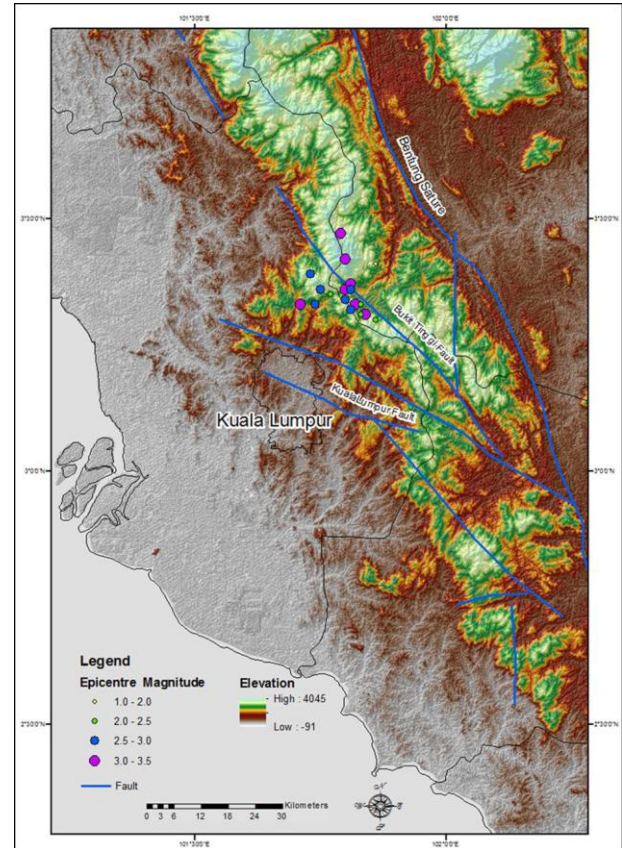 101°30'0"E
102°0'0"E
3°30'0"N
3°30'0"N
Bentung Suture
Bukit Tinggi Fault
Kuala Lumpur Fault
Kuala Lumpur
3°0'0"N
3°0'0"N
Legend
Epicentre Magnitude
1.0 - 2.0
2.0 - 2.5
2.5 - 3.0
3.0 - 3.5
Fault
Elevation
High : 4045
Low : -91
2°30'0"N
2°30'0"N
Kilometers
0 3 6 12 18 24 30
101°30'0"E
102°0'0"E